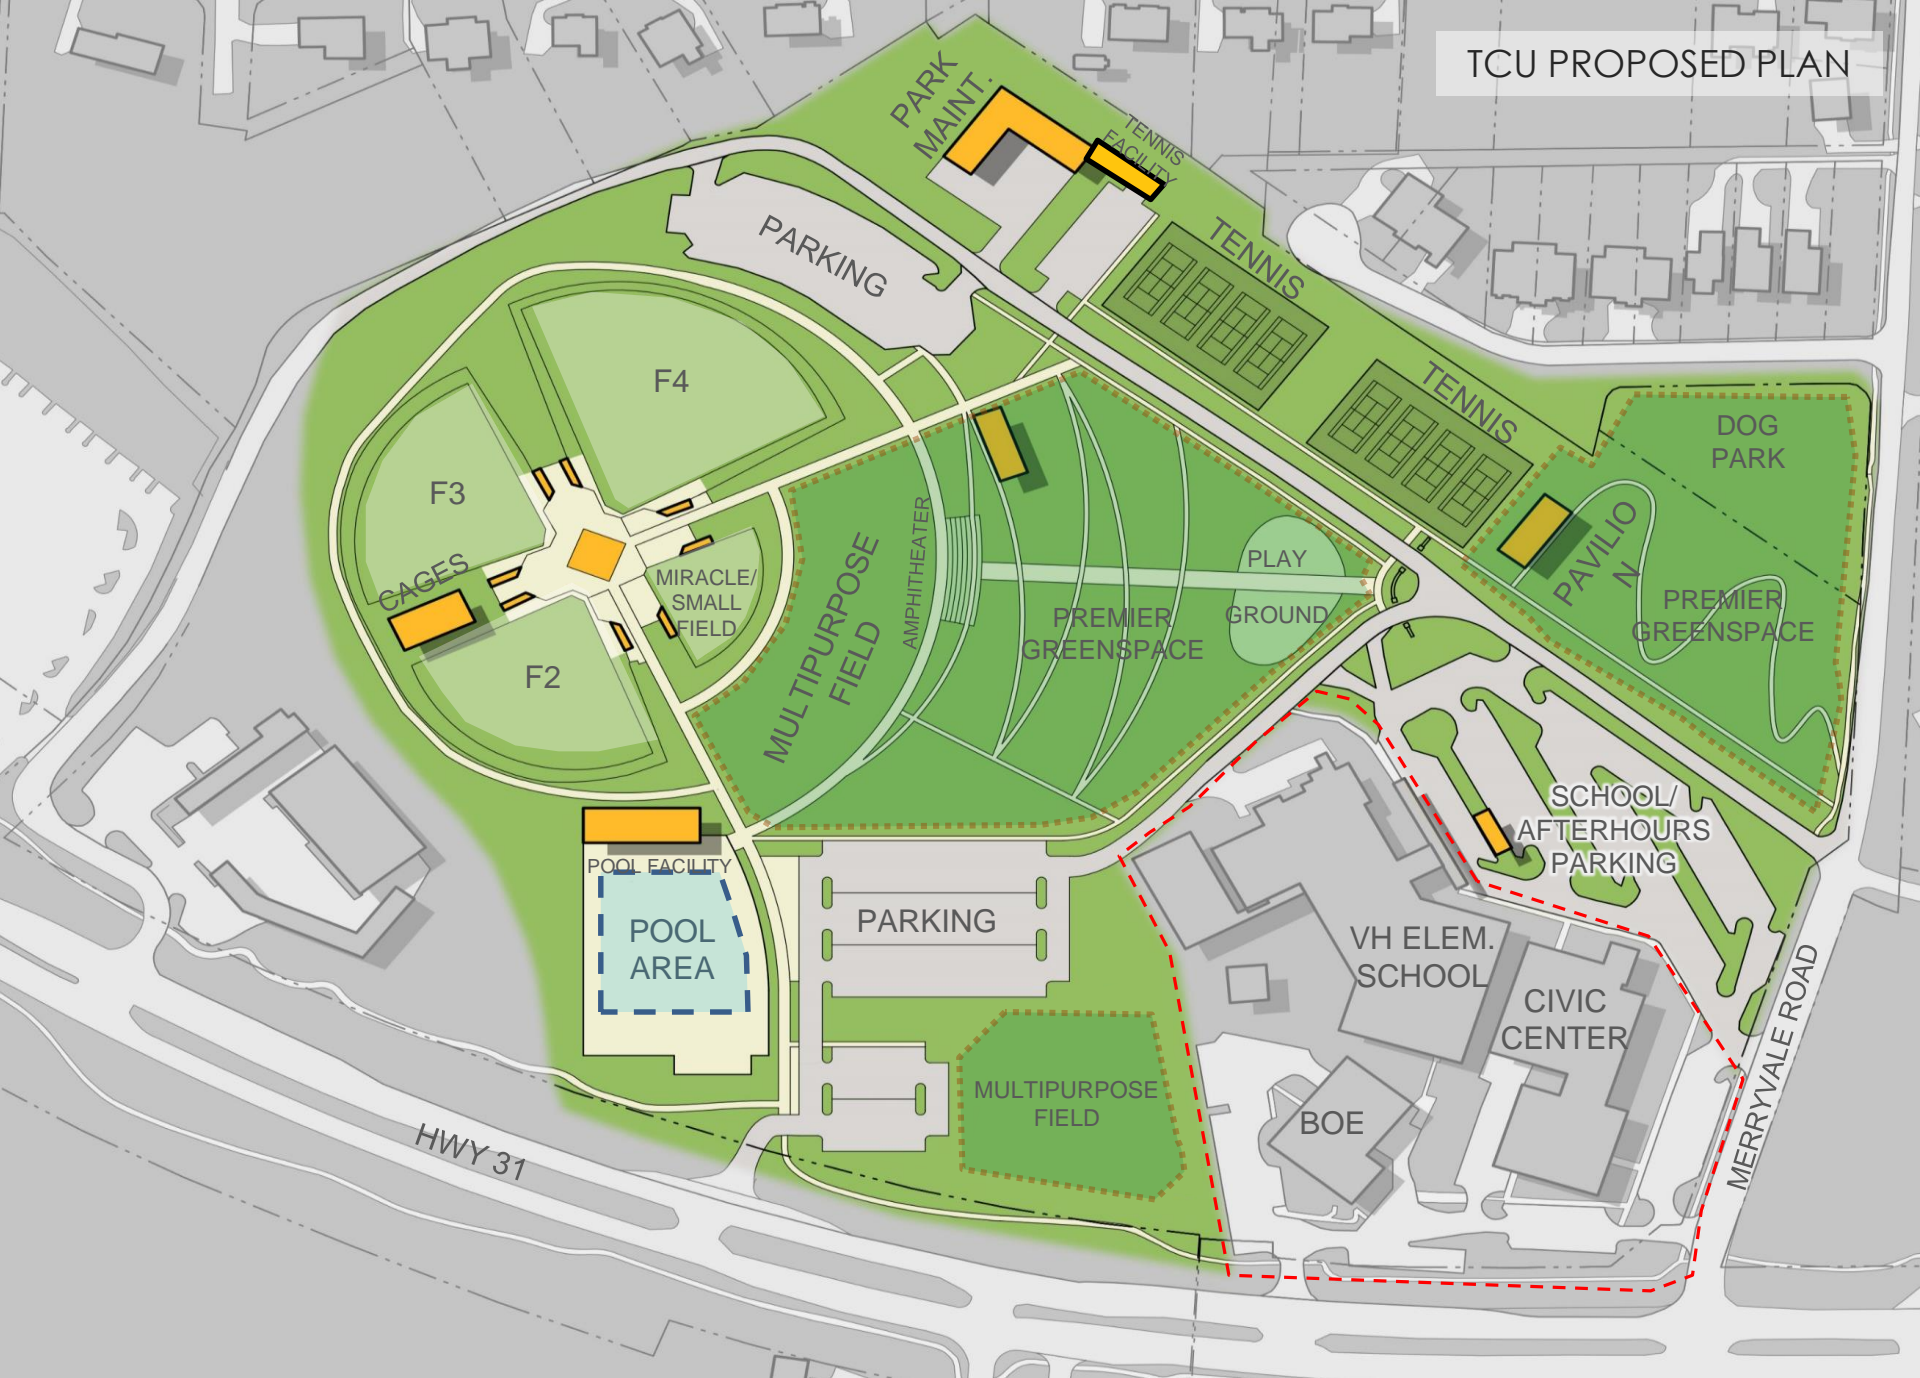 TCU PROPOSED PLAN
PARK
MAINT.
TENNIS
FACILITY
TENNIS
PARKING
TENNIS
F4
DOG
PARK
F3
CAGES
MIRACLE/
SMALL
FIELD
MULTIPURPOSE
FIELD
AMPHITHEATER
PLAY
GROUND
PREMIER
GREENSPACE
PAVILIO
N
PREMIER
GREENSPACE
F2
SCHOOL/
AFTERHOURS
PARKING
POOL FACILITY
POOL
AREA
PARKING
VH ELEM.
SCHOOL
CIVIC
CENTER
MULTIPURPOSE
FIELD
BOE
MERRYVALE ROAD
HWY 31